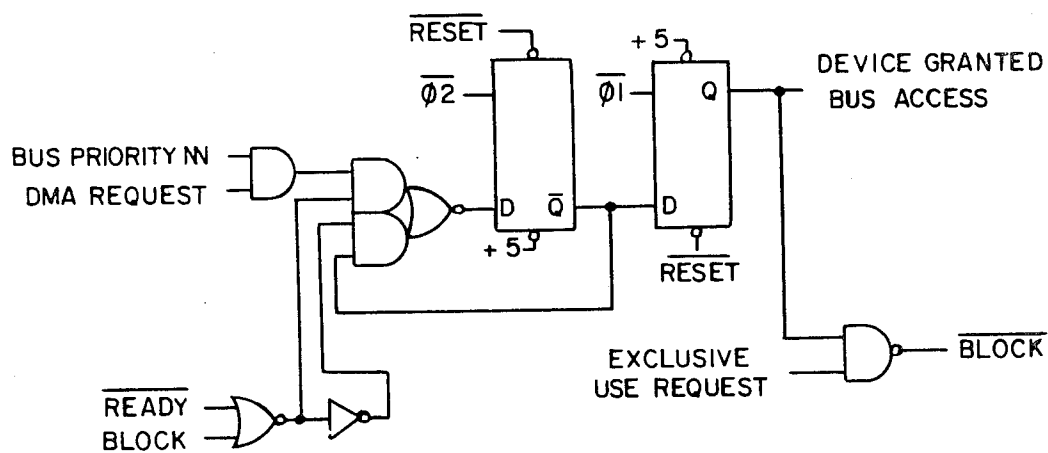 RESET
+5
DEVICE GRANTED
BUS ACCESS
Ø2
Ø1
Q
BUS PRIORITY IN
DMA REQUEST
D
Q
D
+5
RESET
EXCLUSIVE
USE REQUEST
BLOCK
READY
BLOCK